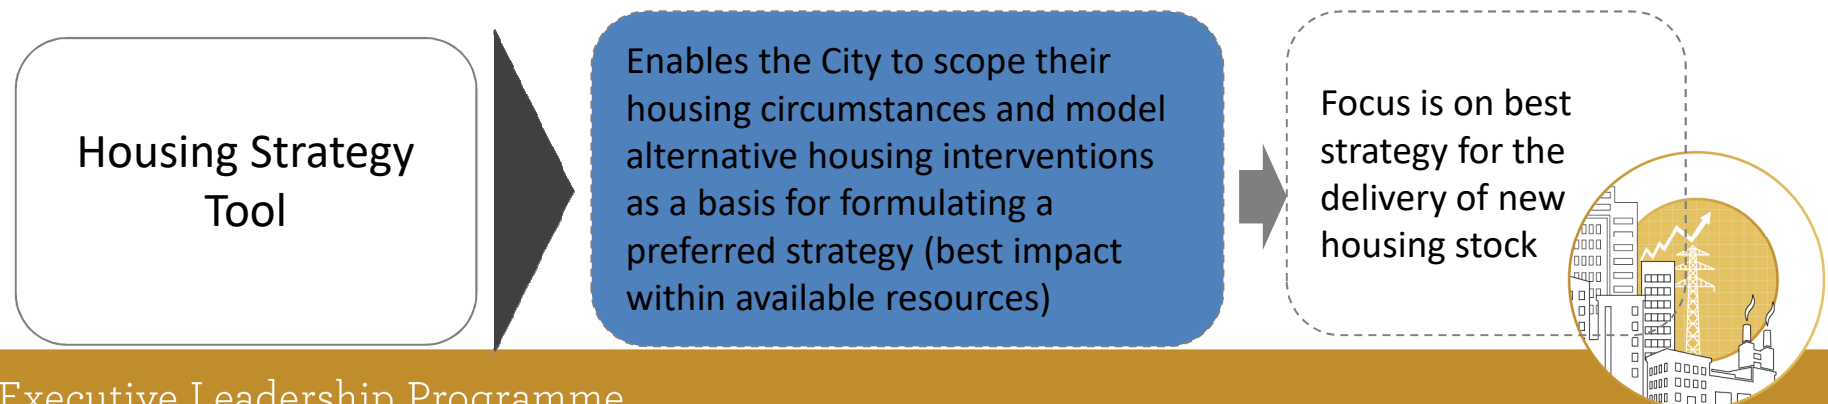 Housing Strategy
Tool
Enables the City to scope their
housing circumstances and model
alternative housing interventions
as a basis for formulating a
preferred strategy (best impact
within available resources)
Focus is on best
strategy for the
delivery of new
housing stock
Executive Leadership Programme